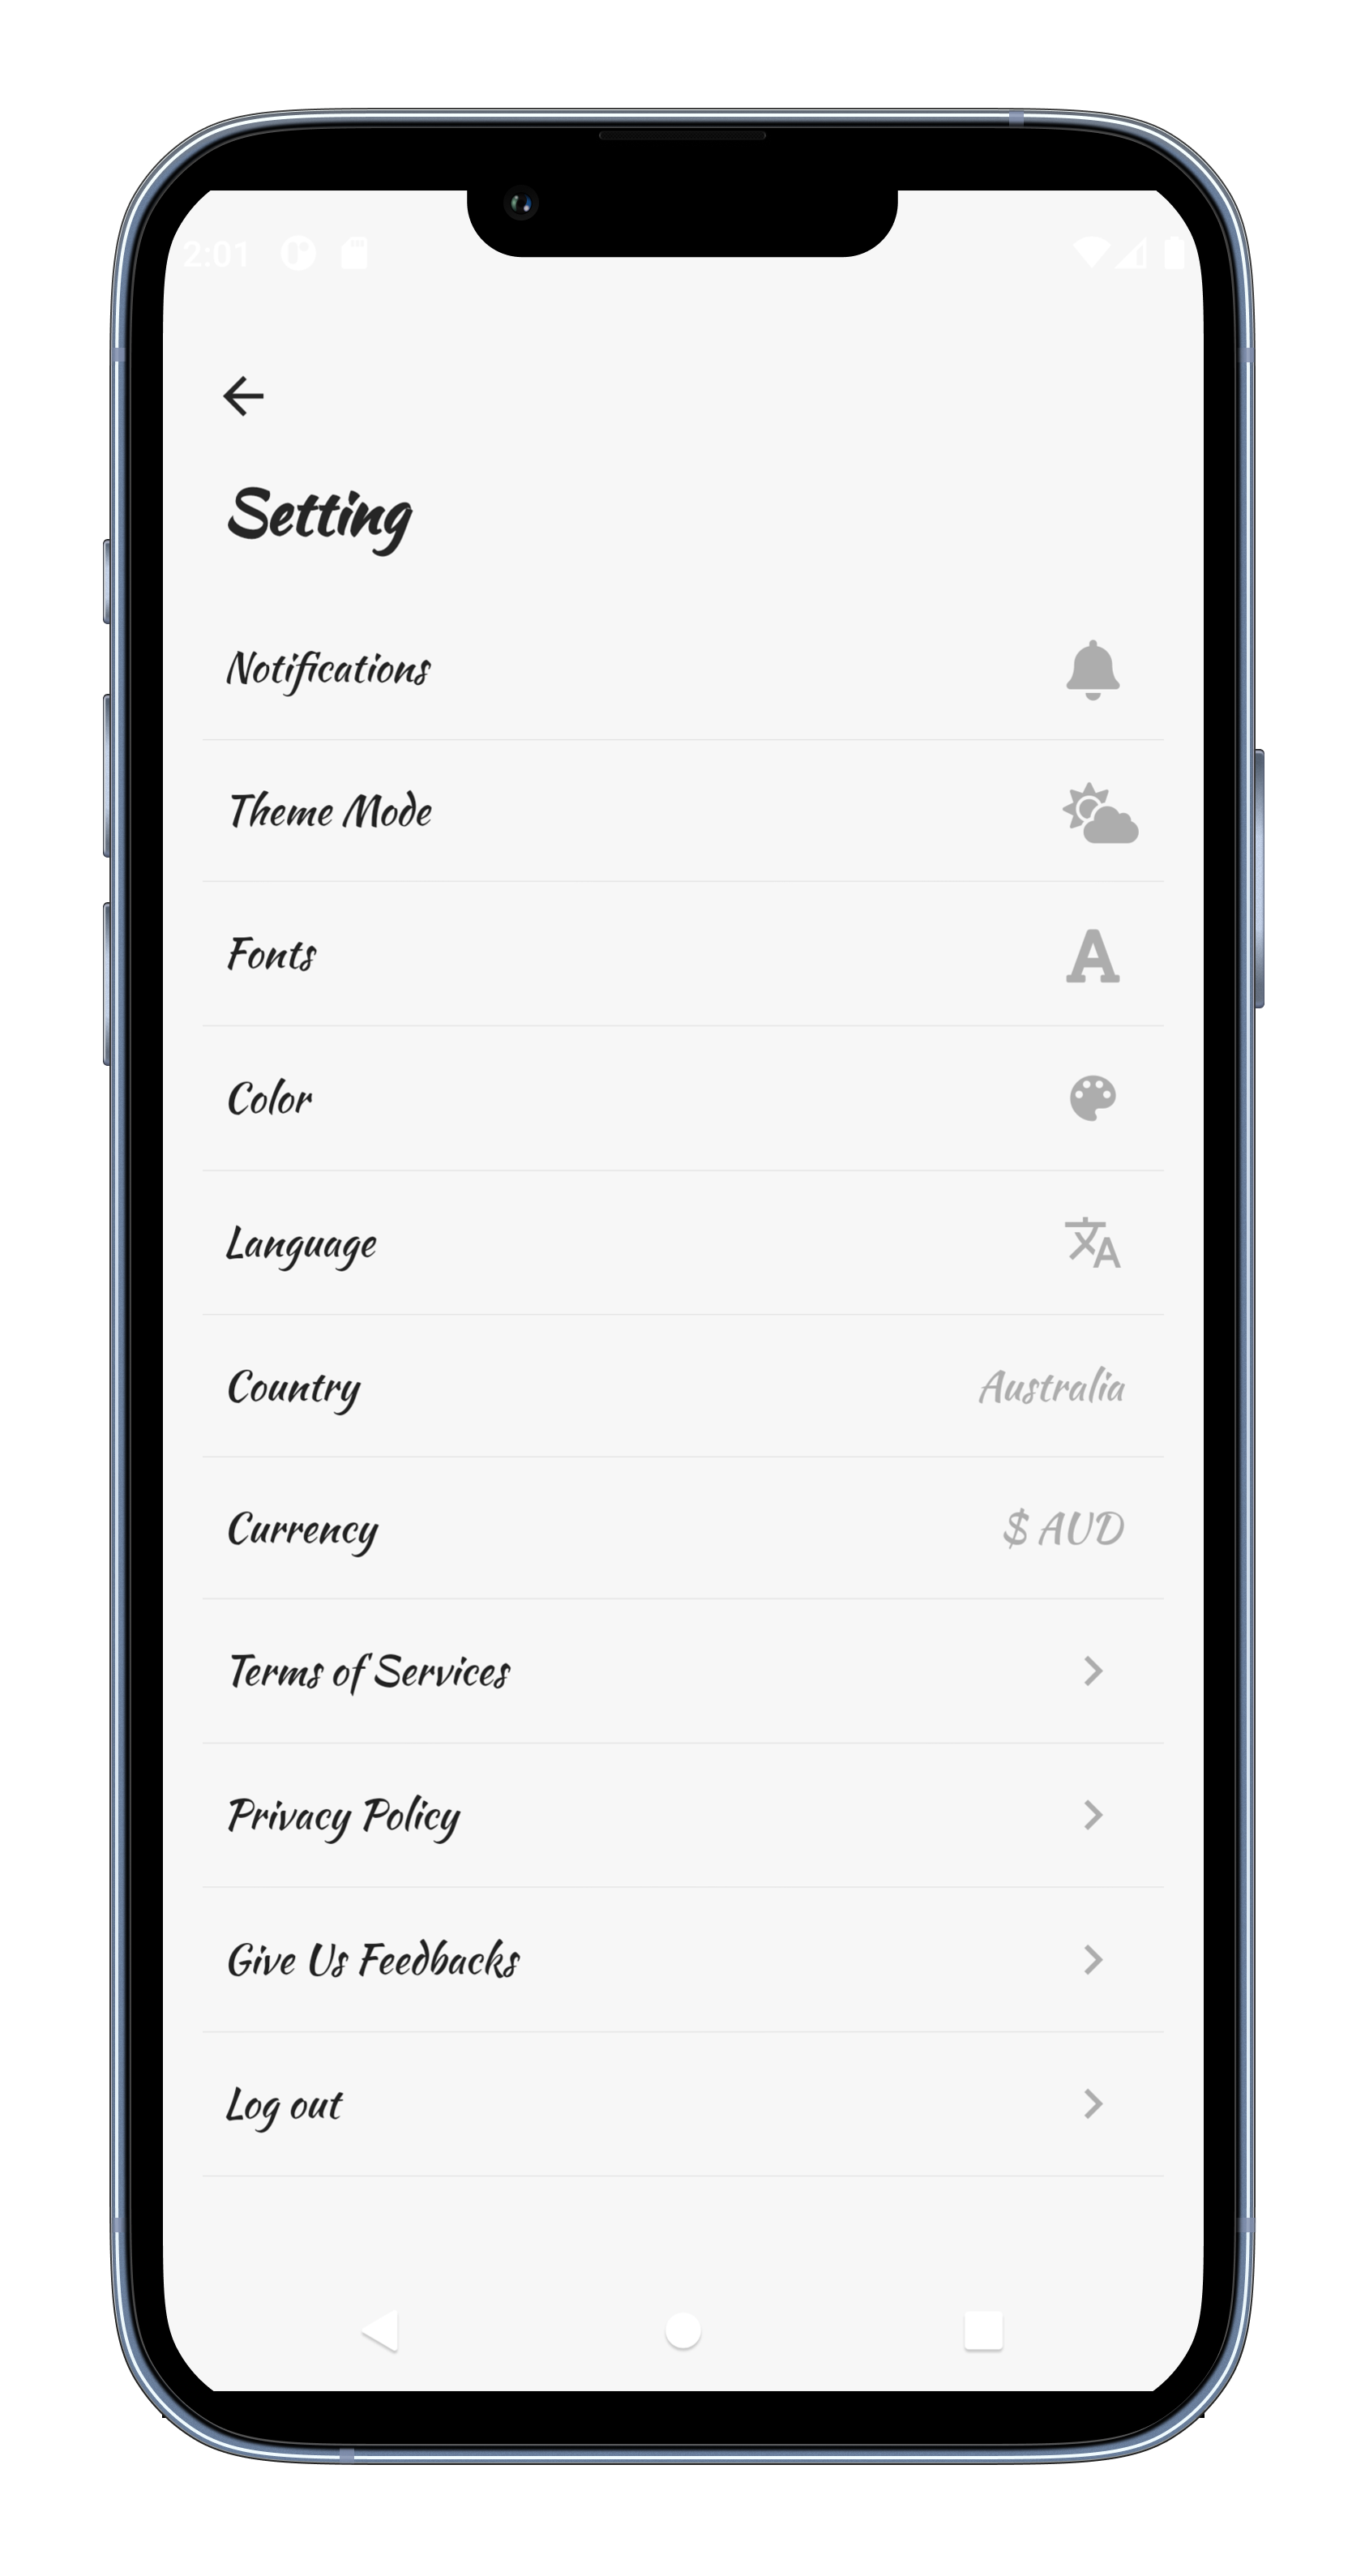 2:01
Setting
Notifications
Theme Mode
Fonts
Color
Language
Country Australia
Currency $ AUD
Terms of Services
Privacy Policy
Give Us Feedbacks
Log out